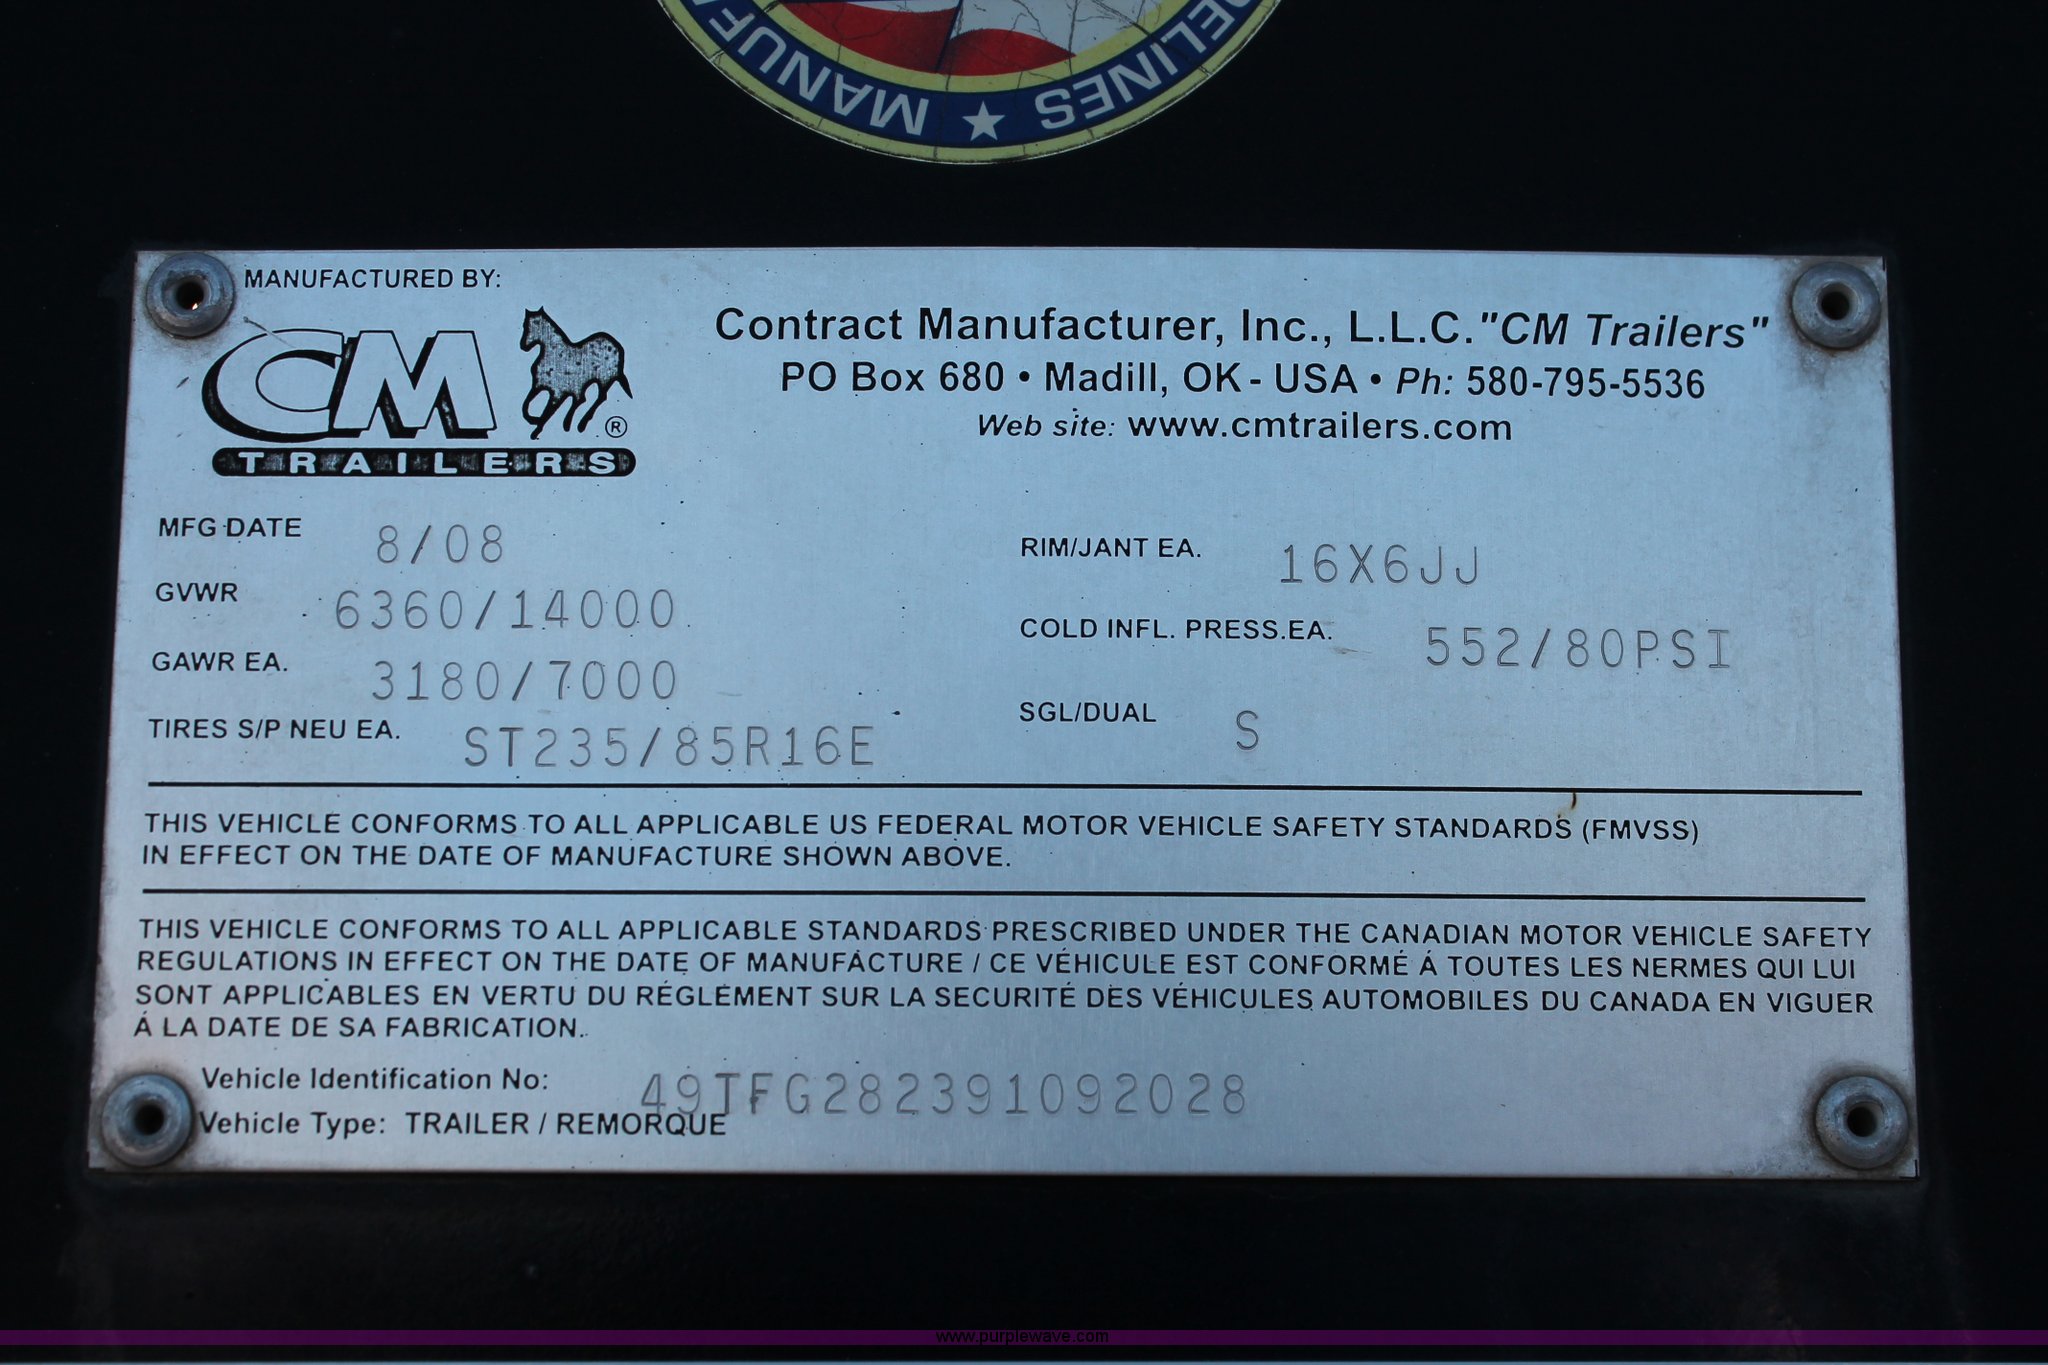 MANUF
DELINES
★
MANUFACTURED BY:
CM ®
TRAILERS
Contract Manufacturer, Inc., L.L.C. "CM Trailers"
PO Box 680 • Madill, OK - USA • Ph: 580-795-5536
Web site: www.cmtrailers.com
MFG DATE 8/08
GVWR 6360/14000
GAWR EA. 3180/7000
TIRES S/P NEU EA. ST235/85R16E
RIM/JANT EA. 16X6JJ
COLD INFL. PRESS.EA. 552/80PSI
SGL/DUAL S
THIS VEHICLE CONFORMS TO ALL APPLICABLE US FEDERAL MOTOR VEHICLE SAFETY STANDARDS (FMVSS)
IN EFFECT ON THE DATE OF MANUFACTURE SHOWN ABOVE.
THIS VEHICLE CONFORMS TO ALL APPLICABLE STANDARDS PRESCRIBED UNDER THE CANADIAN MOTOR VEHICLE SAFETY
REGULATIONS IN EFFECT ON THE DATE OF MANUFACTURE / CE VÉHICULE EST CONFORMÉ Á TOUTES LES NERMES QUI LUI
SONT APPLICABLES EN VERTU DU RÉGLEMENT SUR LA SECURITÉ DES VÉHICULES AUTOMOBILES DU CANADA EN VIGUER
Á LA DATE DE SA FABRICATION.
Vehicle Identification No: 49TFG282391092028
Vehicle Type: TRAILER / REMORQUE
www.purplewave.com